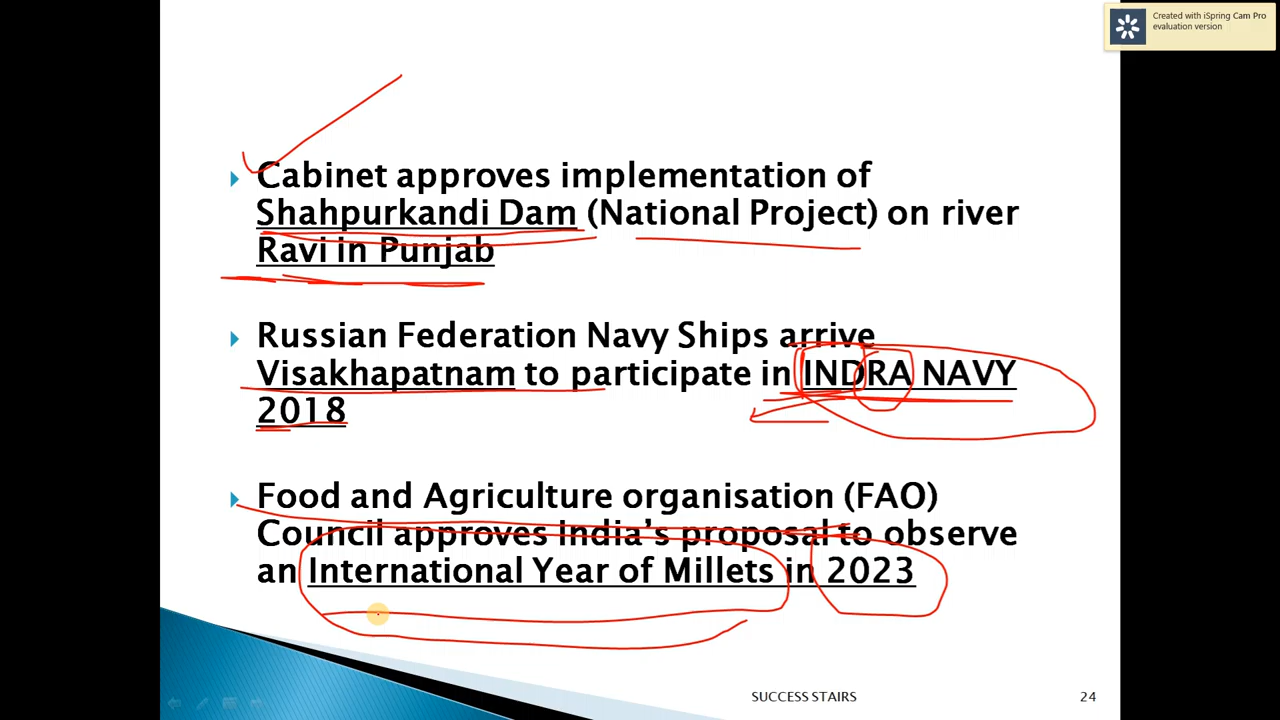 Created with iSpring Cam Pro
evaluation version
Cabinet approves implementation of
Shahpurkandi Dam (National Project) on river
Ravi in Punjab
Russian Federation Navy Ships arrive
Visakhapatnam to participate in INDRA NAVY
2018
Food and Agriculture organisation (FAO)
Council approves India's proposal to observe
an International Year of Millets in 2023
SUCCESS STAIRS
24